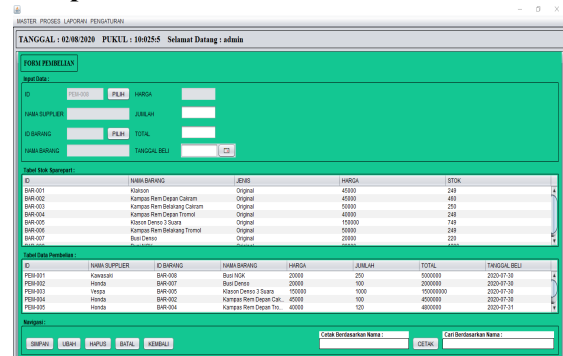 MASTER PROSES LAPORAN PENGATURAN
TANGGAL : 02/08/2020 PUKUL : 10:025:5 Selamat Datang : admin
FORM PEMBELIAN
Input Data :
ID PEM-006 PILIH HARGA
NAMA SUPPLIER JUMLAH
ID BARANG PILIH TOTAL
NAMA BARANG TANGGAL BELI
Tabel Stok Sparepart :
ID NAMA BARANG JENIS HARGA STOK
BAR-001 Klakson Original 45000 249
BAR-002 Kampas Rem Depan Cakram Original 45000 460
BAR-003 Kampas Rem Belakang Cakram Original 50000 250
BAR-004 Kampas Rem Depan Tromol Original 40000 248
BAR-005 Klason Denso 3 Suara Original 150000 749
BAR-006 Kampas Rem Belakang Tromol Original 50000 249
BAR-007 Busi Denso Original 20000 220
Tabel Data Pembelian :
ID NAMA SUPPLIER ID BARANG NAMA BARANG HARGA JUMLAH TOTAL TANGGAL BELI
PEM-001 Kawasaki BAR-008 Busi NGK 20000 250 5000000 2020-07-30
PEM-002 Honda BAR-007 Busi Denso 20000 100 2000000 2020-07-30
PEM-003 Vespa BAR-005 Klason Denso 3 Suara 150000 1000 150000000 2020-07-30
PEM-004 Honda BAR-002 Kampas Rem Depan Cak... 45000 100 4500000 2020-07-30
PEM-005 Honda BAR-004 Kampas Rem Depan Tro... 40000 120 4800000 2020-07-31
Navigasi :
Cetak Berdasarkan Nama : Cari Berdasarkan Nama :
SIMPAN UBAH HAPUS BATAL KEMBALI CETAK